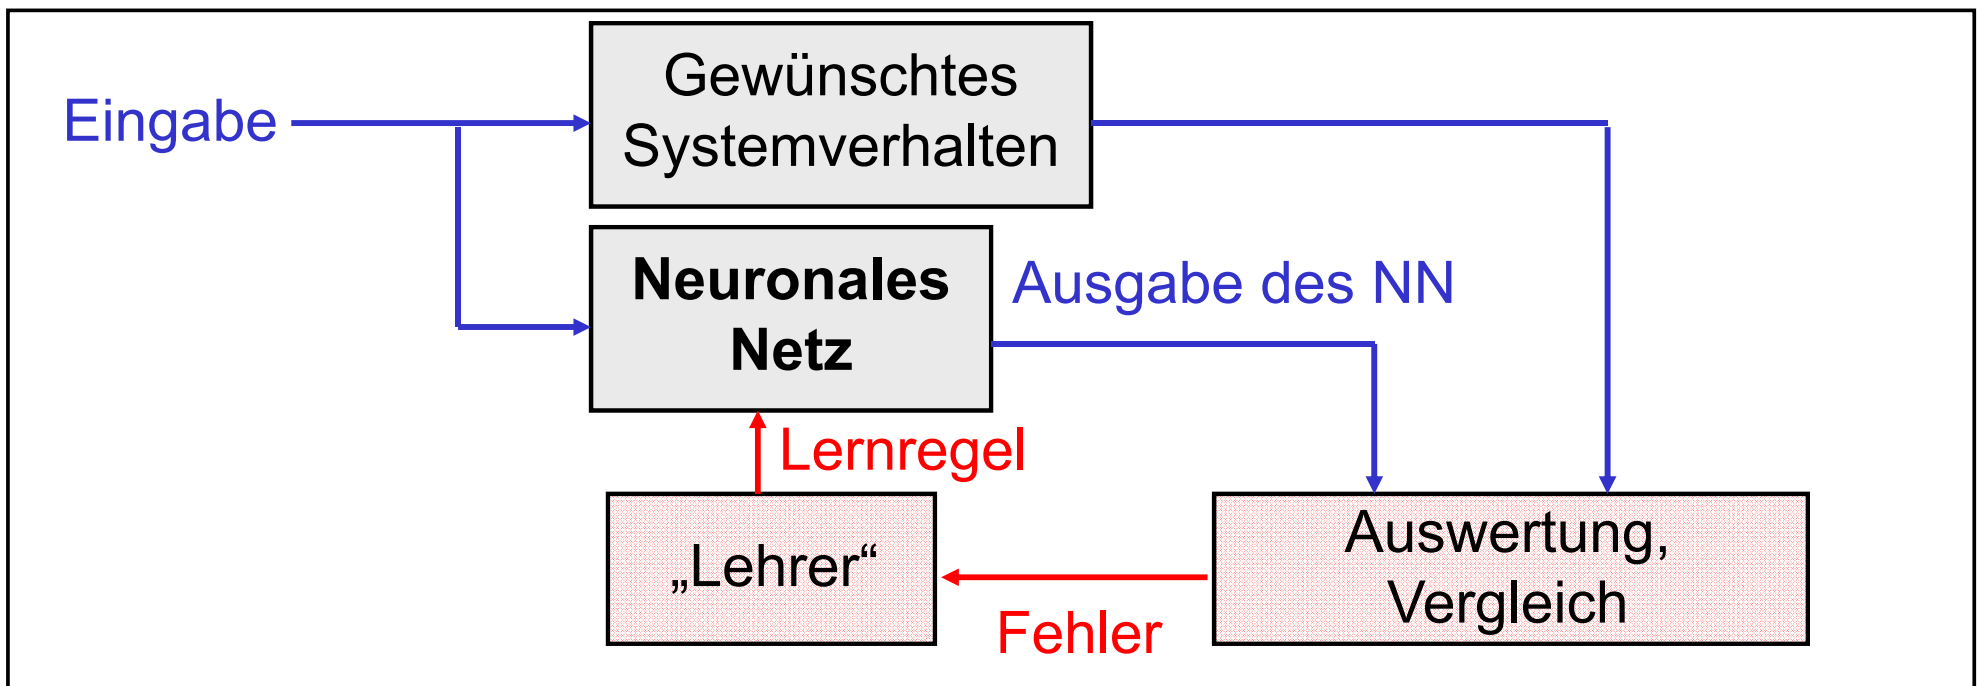 Gewünschtes
Systemverhalten
Eingabe
Neuronales
Netz
Ausgabe des NN
Lernregel
„Lehrer“
Auswertung,
Vergleich
Fehler